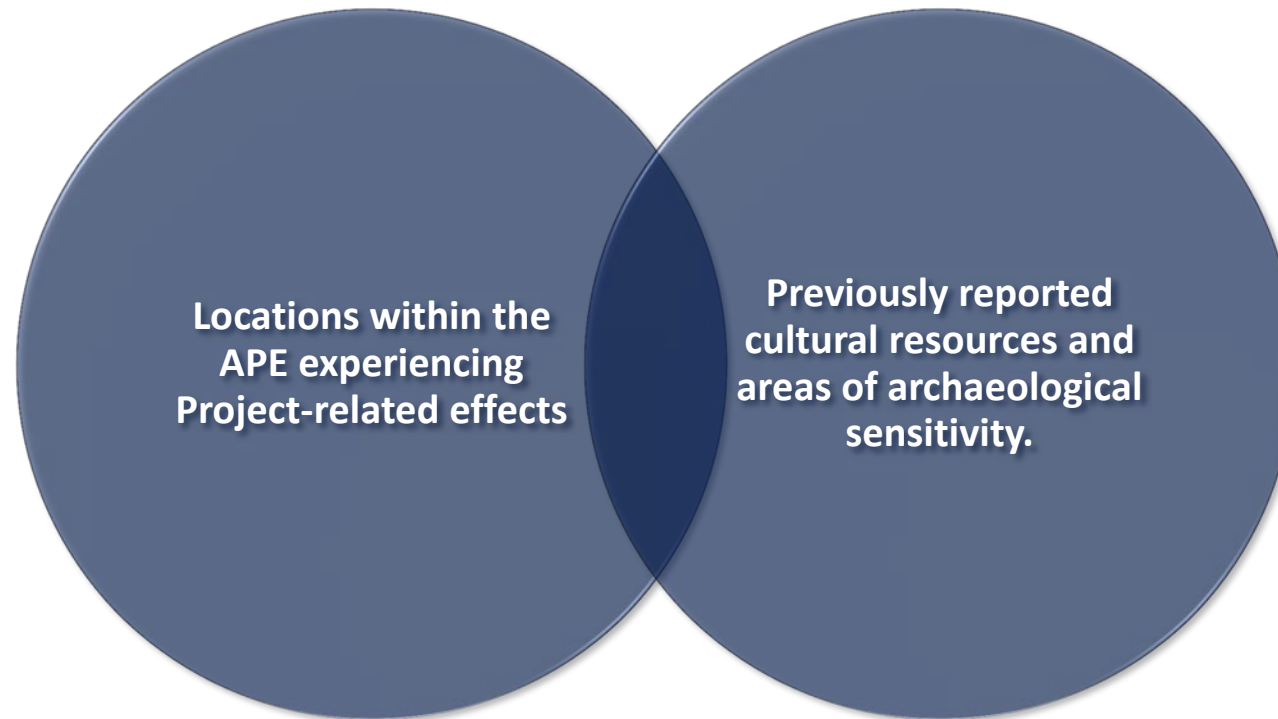 Locations within the
APE experiencing
Project-related effects
Previously reported
cultural resources and
areas of archaeological
sensitivity.